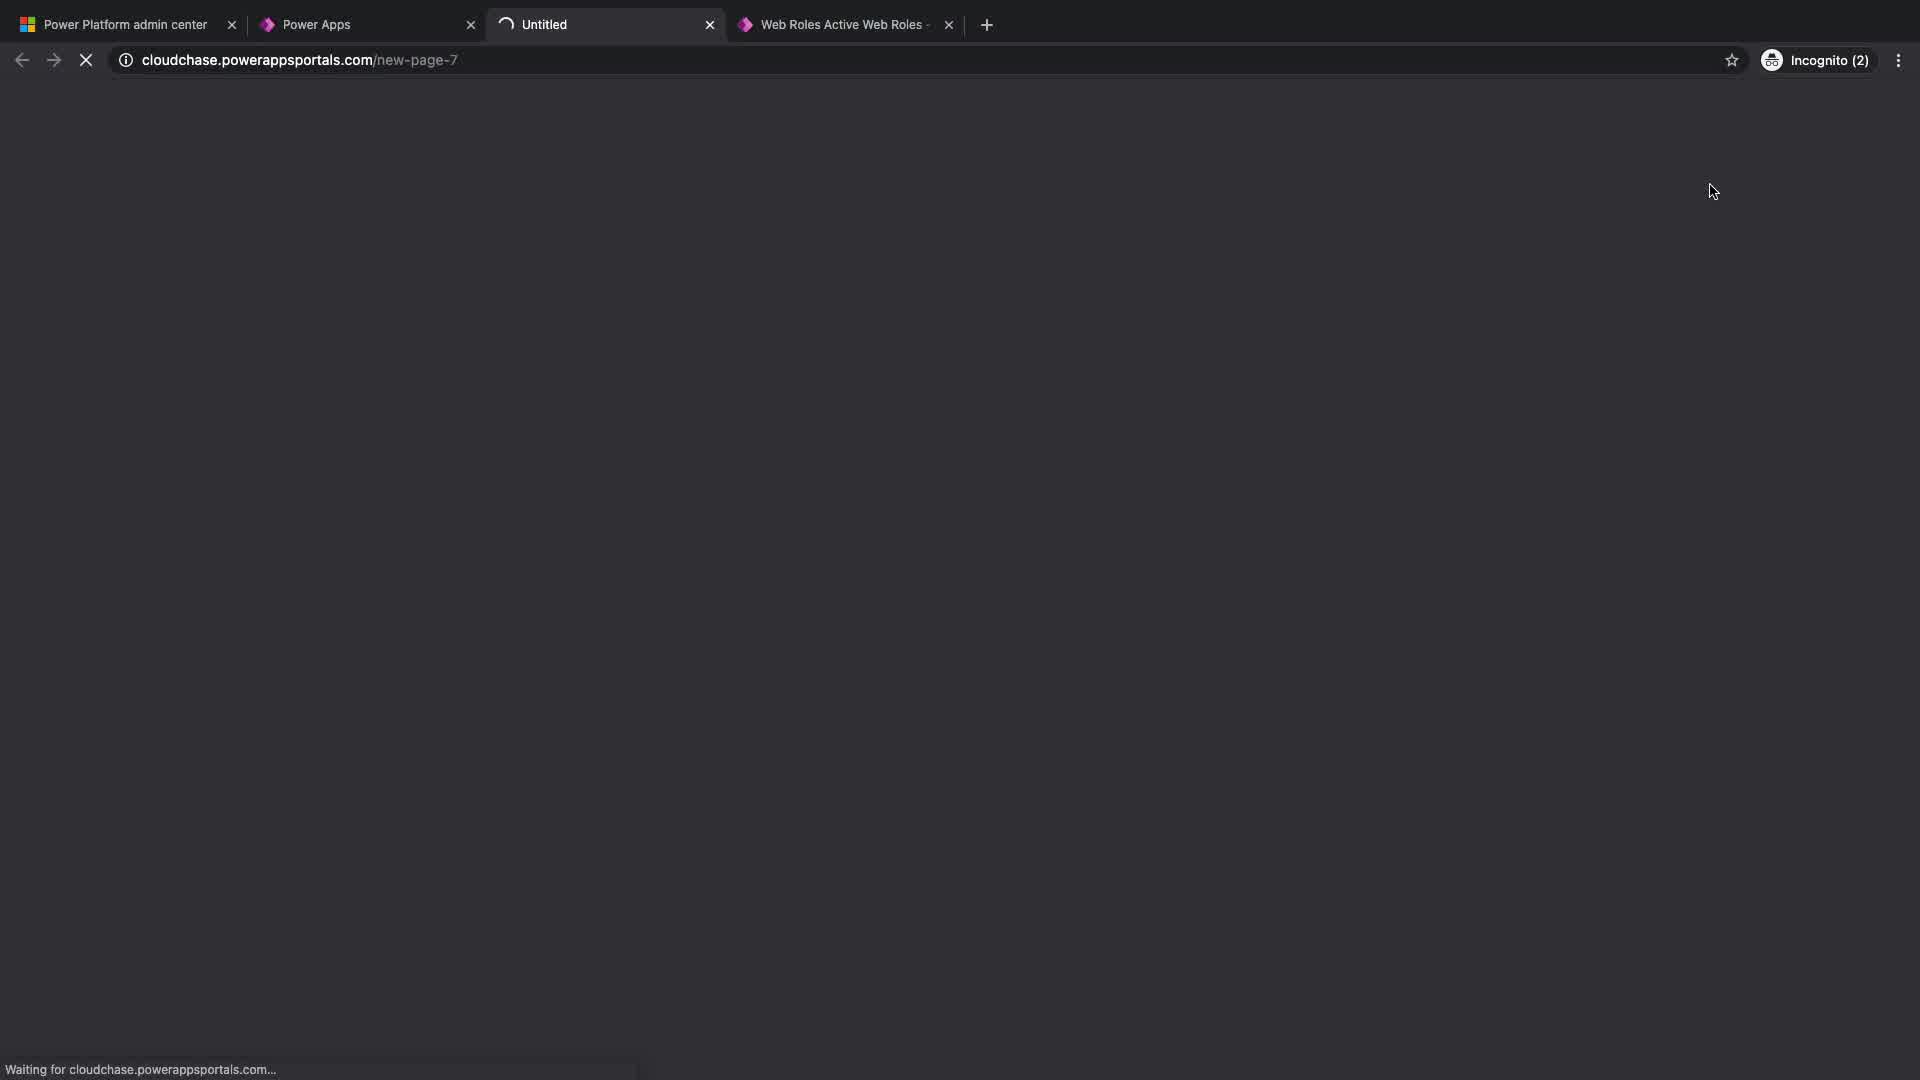 Power Platform admin center
Power Apps
Untitled
Web Roles Active Web Roles -
cloudchase.powerappsportals.com/new-page-7
Incognito (2)
Waiting for cloudchase.powerappsportals.com...